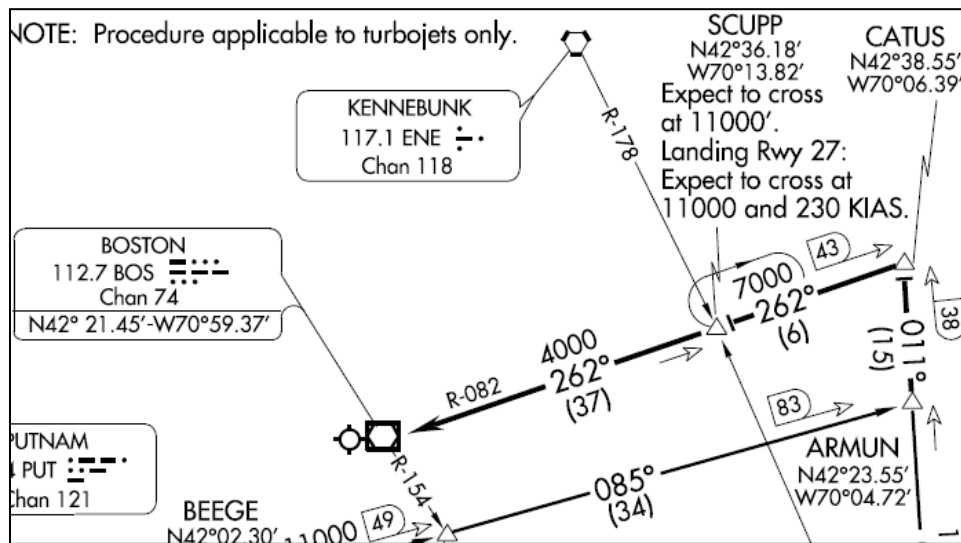 NOTE: Procedure applicable to turbojets only.
SCUPP
N42°36.18'
W70°13.82'
Expect to cross
at 11000'.
Landing Rwy 27:
Expect to cross at
11000 and 230 KIAS.
CATUS
N42°38.55'
W70°06.39'
KENNEBUNK
117.1 ENE
Chan 118
R-178
BOSTON
112.7 BOS
Chan 74
N42° 21.45'-W70°59.37'
43
7000
262°
(6)
38
011°
(15)
4000
262°
(37)
R-082
83
ARMUN
N42°23.55'
W70°04.72'
PUTNAM
4 PUT
Chan 121
R-154
085°
(34)
BEEGE
N42°02.30'
11000
49
1